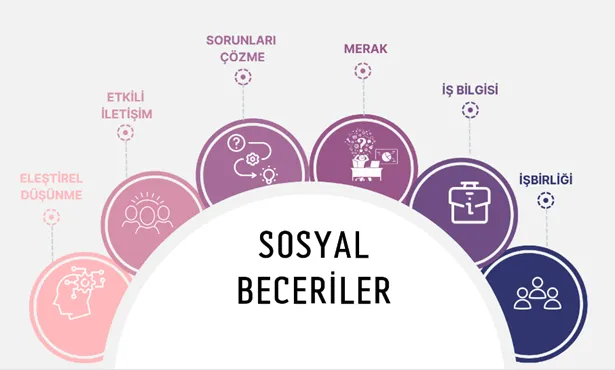 ELEŞTİREL
DÜŞÜNME
ETKİLİ
İLETİŞİM
SORUNLARI
ÇÖZME
MERAK
İŞ BİLGİSİ
İŞBİRLİĞİ
SOSYAL
BECERİLER